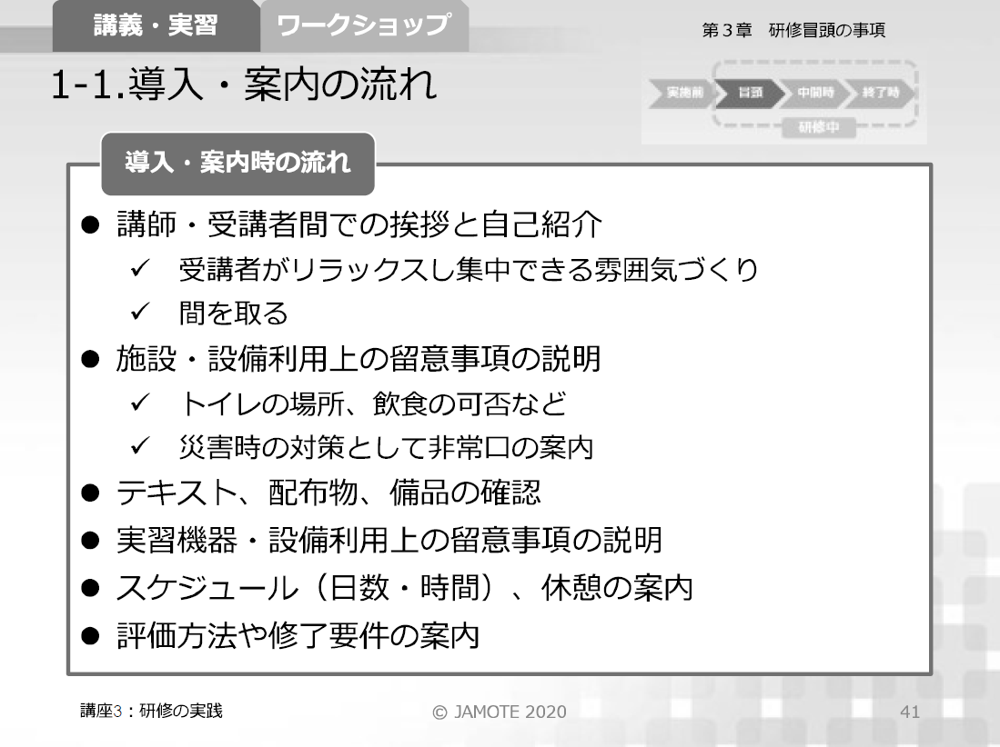 講義・実習
ワークショップ
第３章　研修冒頭の事項
1-1.導入・案内の流れ
実施前
冒頭
中間時
終了時
研修中
導入・案内時の流れ
● 講師・受講者間での挨拶と自己紹介
✓ 受講者がリラックスし集中できる雰囲気づくり
✓ 間を取る
● 施設・設備利用上の留意事項の説明
✓ トイレの場所、飲食の可否など
✓ 災害時の対策として非常口の案内
● テキスト、配布物、備品の確認
● 実習機器・設備利用上の留意事項の説明
● スケジュール（日数・時間）、休憩の案内
● 評価方法や修了要件の案内
講座3：研修の実践
© JAMOTE 2020
41